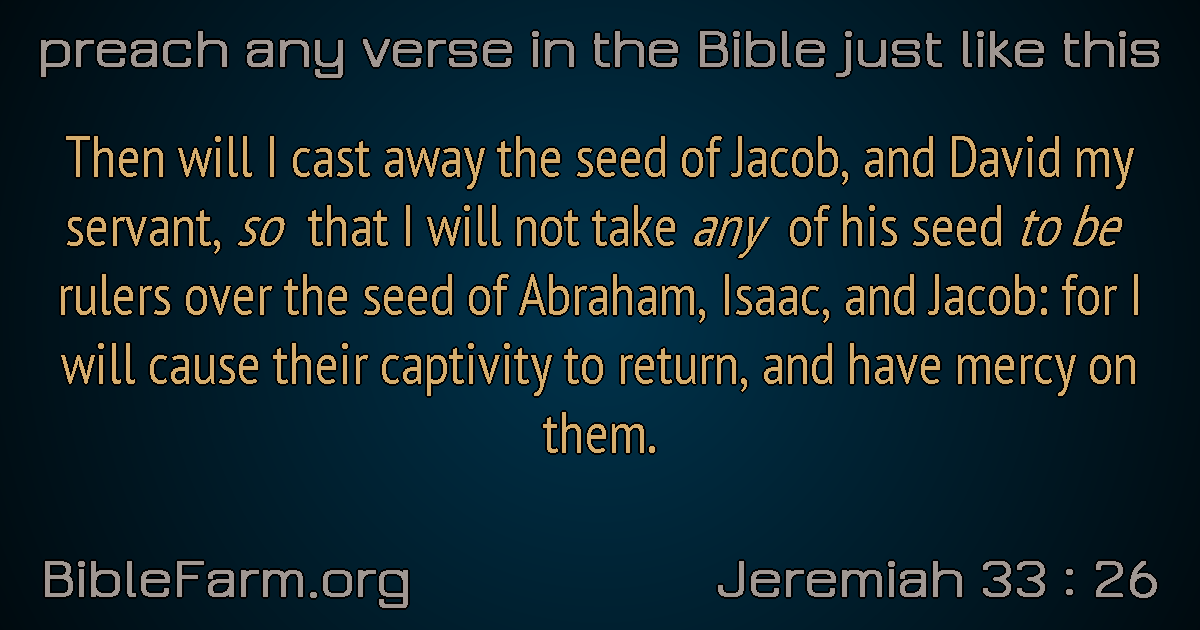 preach any verse in the Bible just like this
Then will I cast away the seed of Jacob, and David my
servant, so that I will not take any of his seed to be
rulers over the seed of Abraham, Isaac, and Jacob: for I
will cause their captivity to return, and have mercy on
them.
BibleFarm.org
Jeremiah 33 : 26